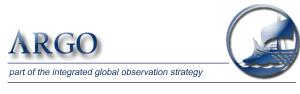 ARGO
part of the integrated global observation strategy